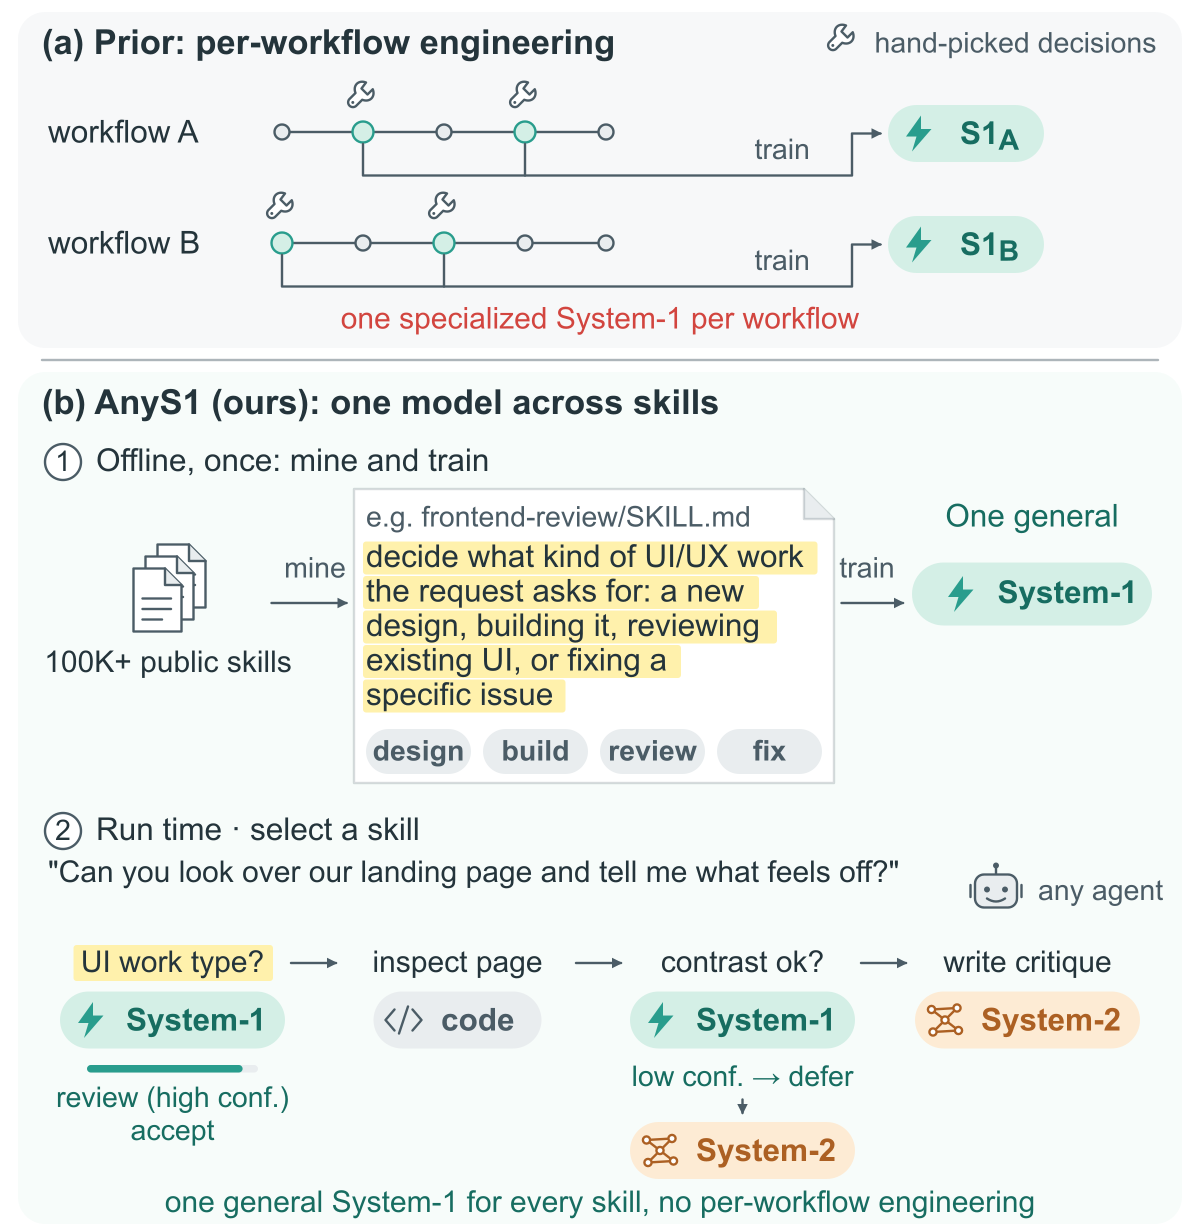 (a) Prior: per-workflow engineering
hand-picked decisions
workflow A
train
S1A
workflow B
train
S1B
one specialized System-1 per workflow
(b) AnyS1 (ours): one model across skills
1 Offline, once: mine and train
100K+ public skills
mine
e.g. frontend-review/SKILL.md
decide what kind of UI/UX work
the request asks for: a new
design, building it, reviewing
existing UI, or fixing a
specific issue
design build review fix
train
One general
System-1
2 Run time · select a skill
"Can you look over our landing page and tell me what feels off?"
any agent
UI work type? → inspect page → contrast ok? → write critique
System-1 </> code System-1 System-2
review (high conf.)
accept
low conf. → defer
System-2
one general System-1 for every skill, no per-workflow engineering